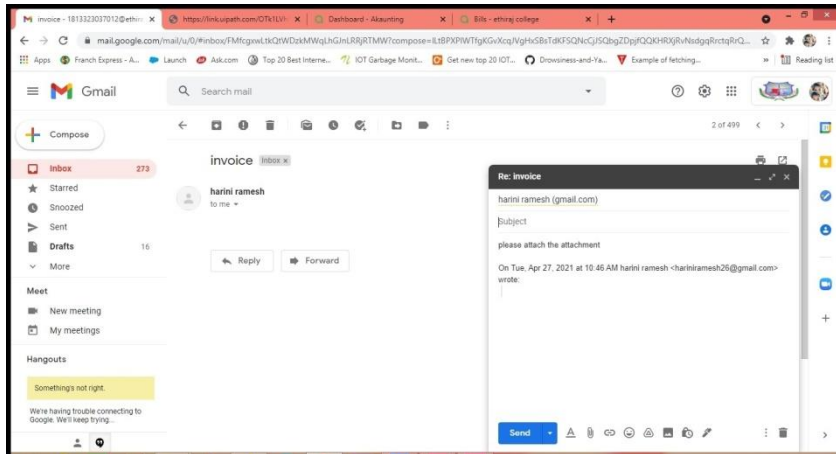 invoice - 1813323037012@ethir
https://link.uipath.com/OTk1LVl
Dashboard - Akaunting
Bills - ethiraj college
mail.google.com/mail/u/0/#inbox/
Apps
Franch Express - A...
Launch
Ask.com
Top 20 Best Interne...
IOT Garbage Monit...
Get new top 20 IOT...
Drowsiness-and-Ya...
Example of fetching...
Reading list
Gmail
Search mail
Compose
2 of 499
Inbox 273
Starred
Snoozed
Sent
Drafts 16
More
Meet
New meeting
My meetings
Hangouts
Something's not right.
We're having trouble connecting to
Google. We'll keep trying...
invoice Inbox x
harini ramesh
to me
Reply
Forward
Re: invoice
harini ramesh (gmail.com)
Subject
please attach the attachment
On Tue, Apr 27, 2021 at 10:46 AM harini ramesh <hariniramesh26@gmail.com>
wrote:
Send